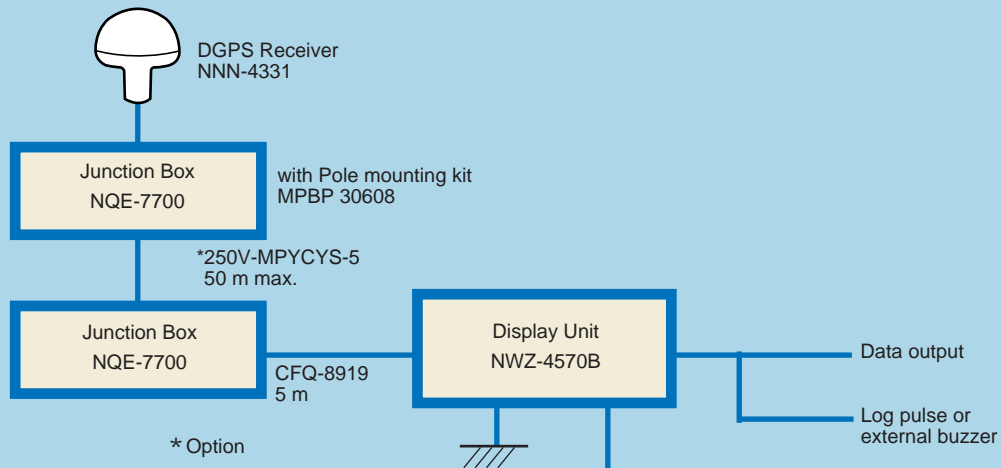 DGPS Receiver
NNN-4331
Junction Box
NQE-7700
with Pole mounting kit
MPBP 30608
*250V-MPYCYS-5
50 m max.
Junction Box
NQE-7700
CFQ-8919
5 m
Display Unit
NWZ-4570B
Data output
Log pulse or
external buzzer
* Option